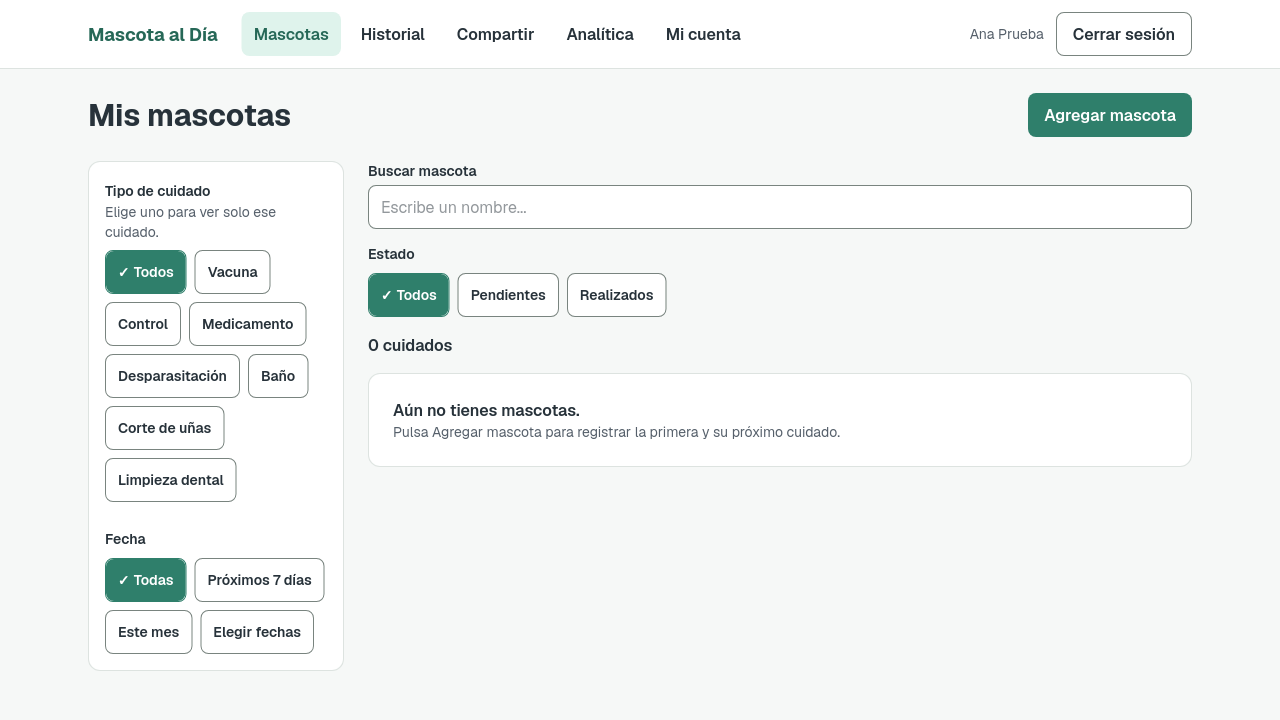 Mascota al Día
Mascotas
Historial
Compartir
Analítica
Mi cuenta
Ana Prueba
Cerrar sesión
Mis mascotas
Agregar mascota
Tipo de cuidado
Elige uno para ver solo ese
cuidado.
✓ Todos
Vacuna
Control
Medicamento
Desparasitación
Baño
Corte de uñas
Limpieza dental
Fecha
✓ Todas
Próximos 7 días
Este mes
Elegir fechas
Buscar mascota
Escribe un nombre...
Estado
✓ Todos
Pendientes
Realizados
0 cuidados
Aún no tienes mascotas.
Pulsa Agregar mascota para registrar la primera y su próximo cuidado.